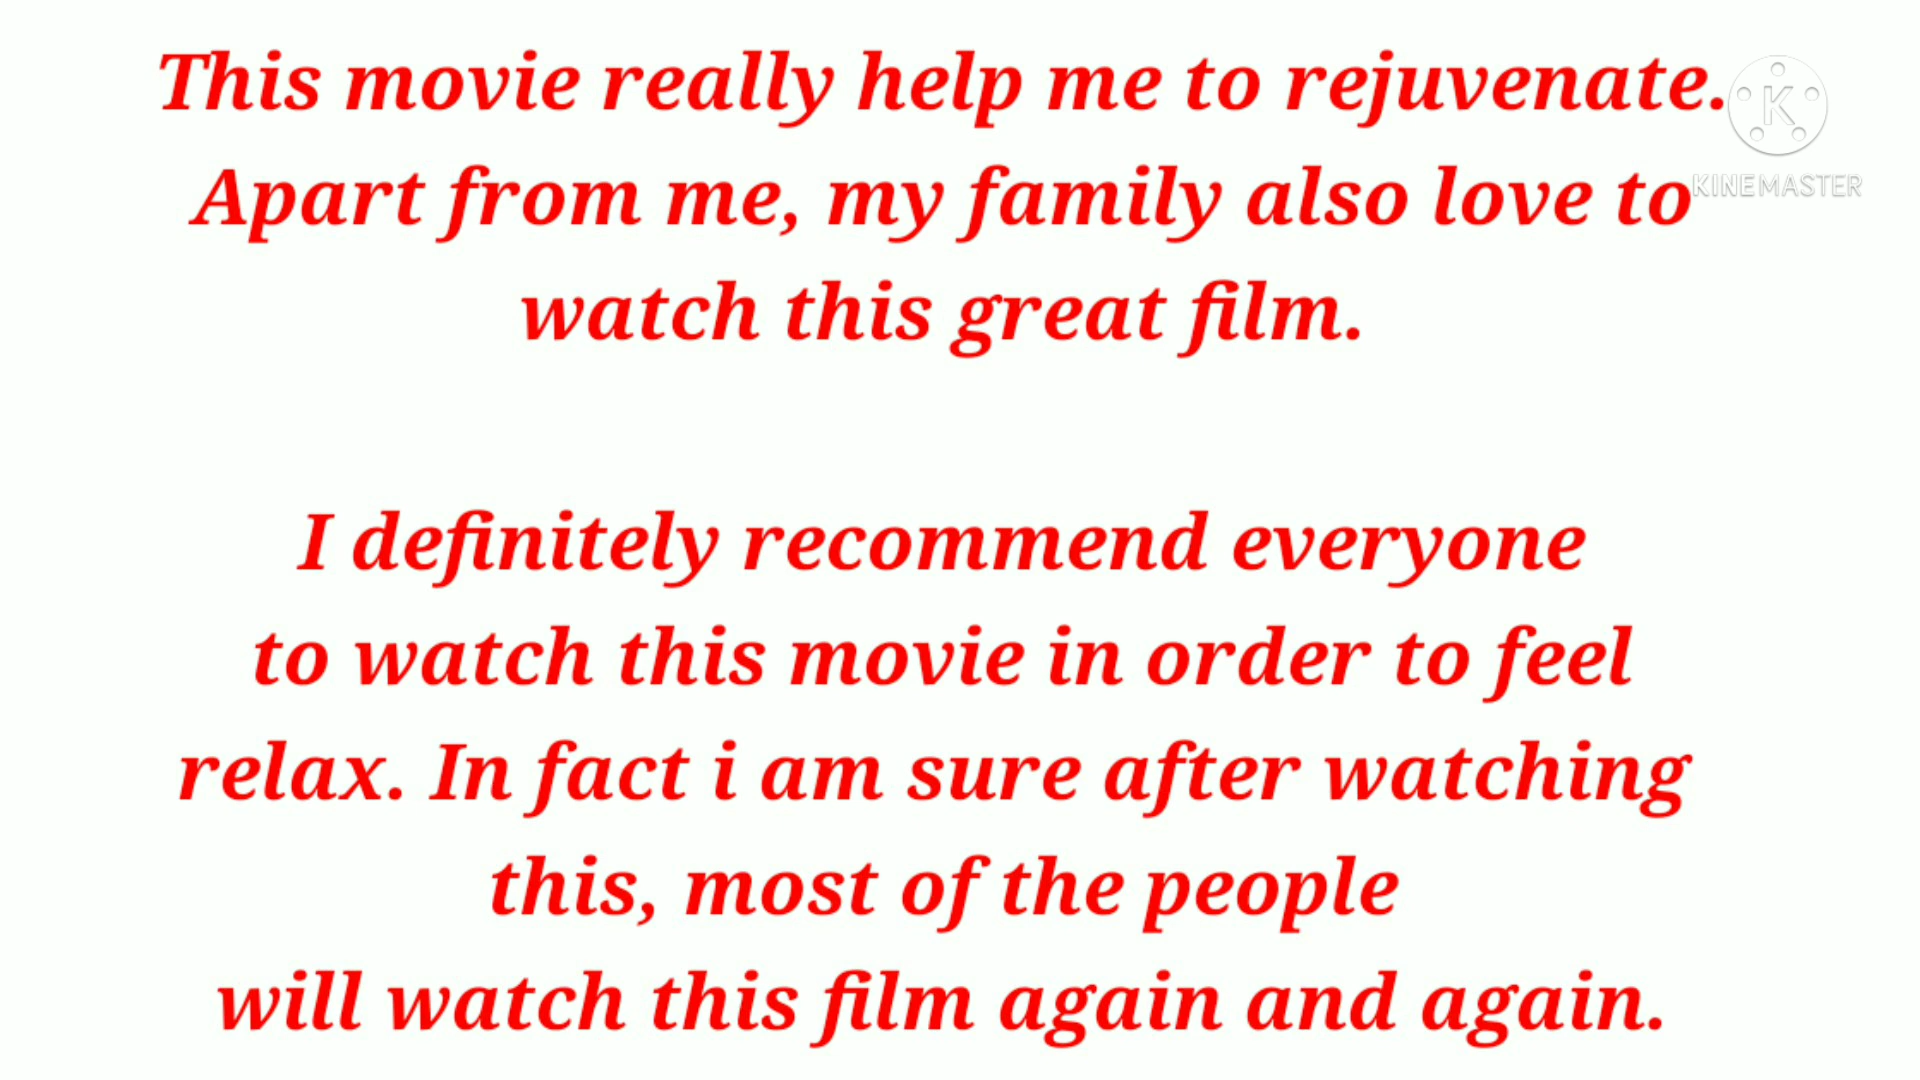 This movie really help me to rejuvenate.
Apart from me, my family also love to
watch this great film.
I definitely recommend everyone
to watch this movie in order to feel
relax. In fact i am sure after watching
this, most of the people
will watch this film again and again.
K
KINEMASTER